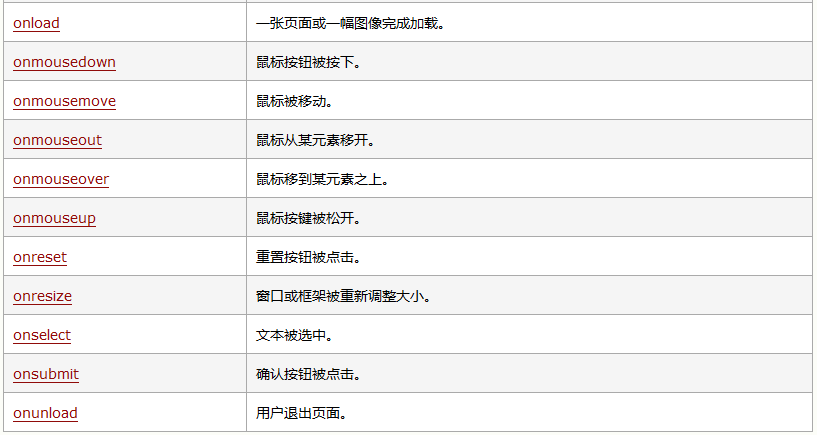 onload 一张页面或一幅图像完成加载。
onmousedown 鼠标按钮被按下。
onmousemove 鼠标被移动。
onmouseout 鼠标从某元素移开。
onmouseover 鼠标移到某元素之上。
onmouseup 鼠标按键被松开。
onreset 重置按钮被点击。
onresize 窗口或框架被重新调整大小。
onselect 文本被选中。
onsubmit 确认按钮被点击。
onunload 用户退出页面。